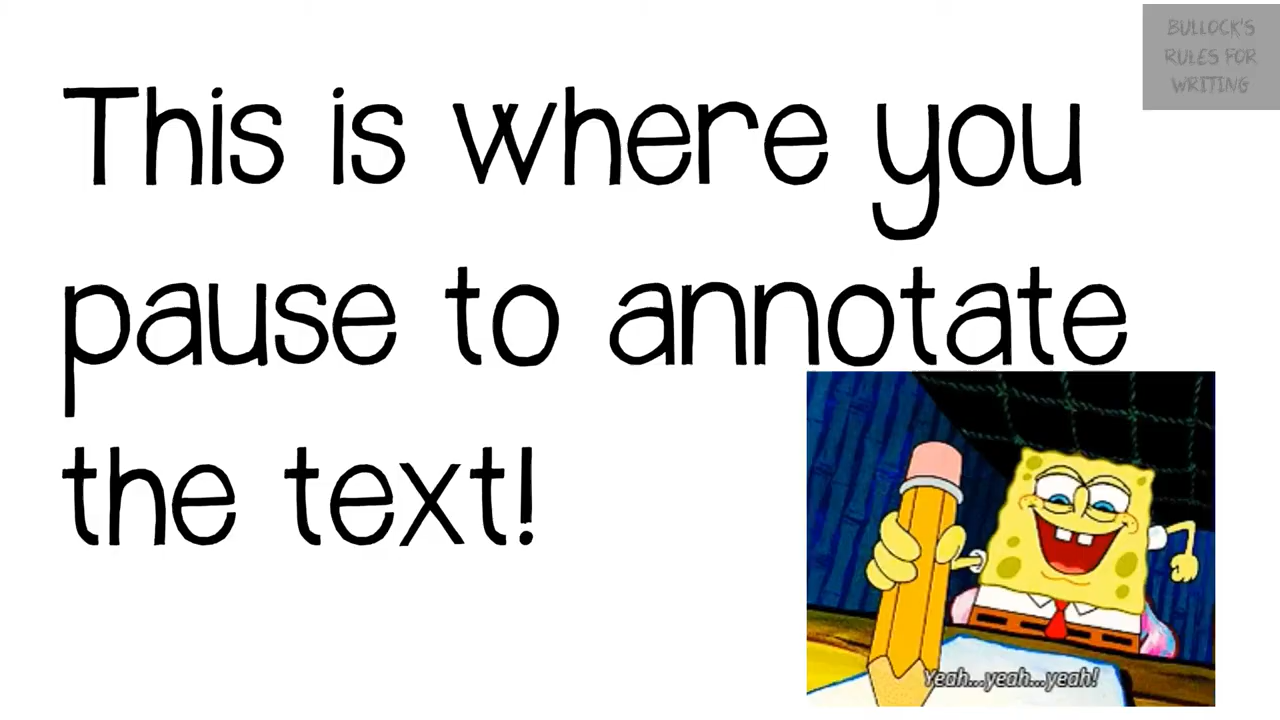 BULLOCK'S
RULES FOR
WRITING
This is where you
pause to annotate
the text!
Yeah...yeah...yeah!